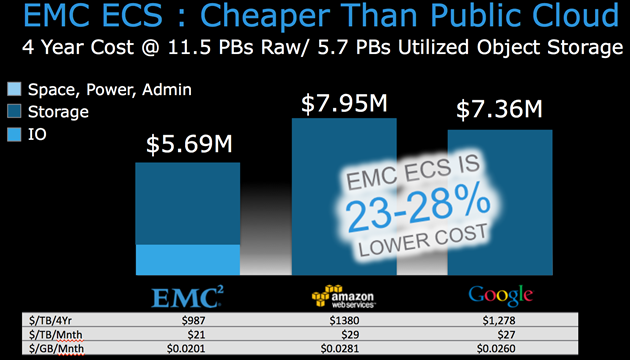 EMC ECS : Cheaper Than Public Cloud
4 Year Cost @ 11.5 PBs Raw/ 5.7 PBs Utilized Object Storage
Space, Power, Admin
Storage
IO
$5.69M
$7.95M
$7.36M
EMC ECS IS
23-28%
LOWER COST
EMC²
amazon
webservices™
Google
$/TB/4Yr $987 $1380 $1,278
$/TB/Mnth $21 $29 $27
$/GB/Mnth $0.0201 $0.0281 $0.0260